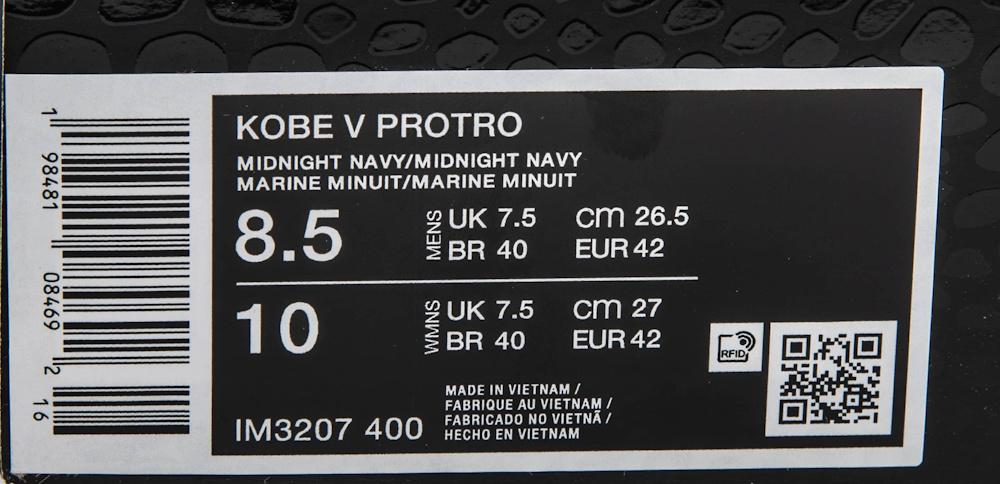 KOBE V PROTRO
MIDNIGHT NAVY/MIDNIGHT NAVY
MARINE MINUIT/MARINE MINUIT
8.5 MENS UK 7.5 cm 26.5
BR 40 EUR 42
10 WMNS UK 7.5 cm 27
BR 40 EUR 42
RFID
IM3207 400
MADE IN VIETNAM /
FABRIQUE AU VIETNAM /
FABRICADO NO VIETNÃ /
HECHO EN VIETNAM
1 98481 08469 2 16